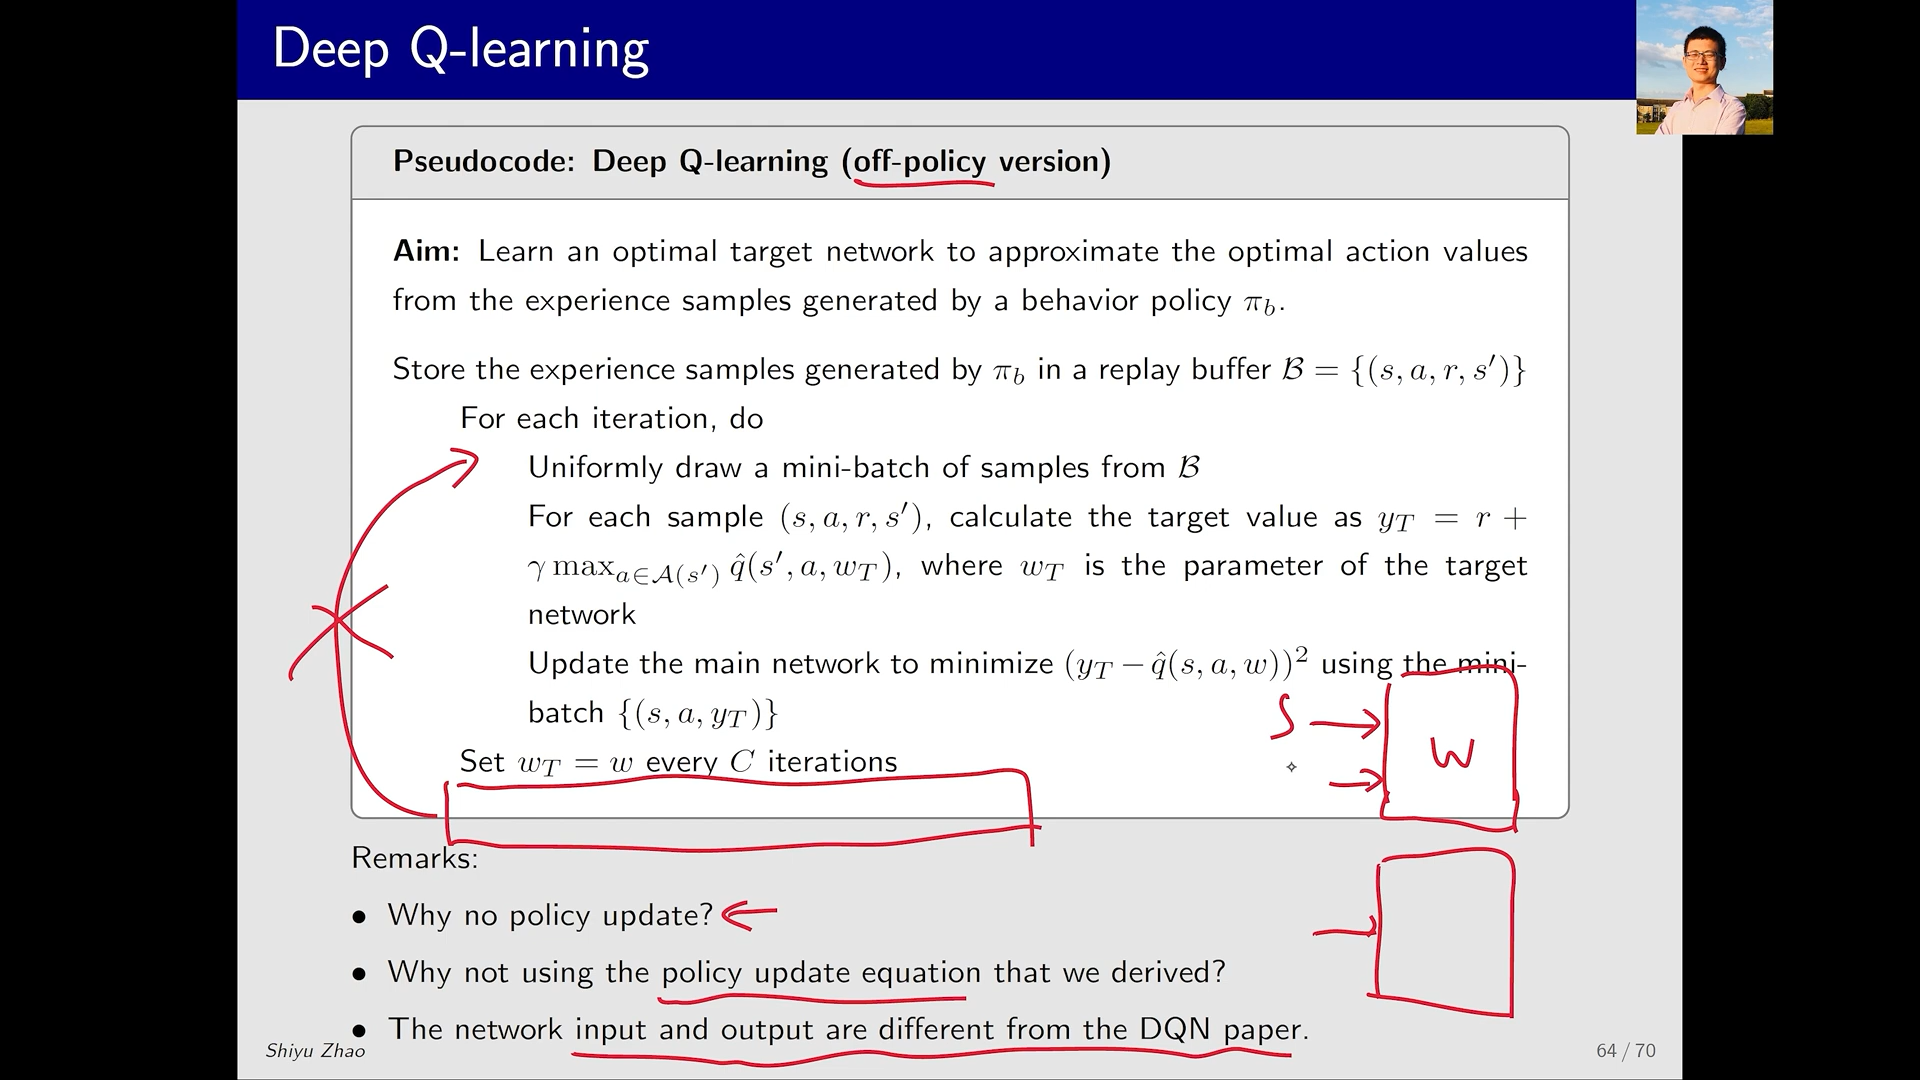 Deep Q-learning
Pseudocode: Deep Q-learning (off-policy version)
Aim: Learn an optimal target network to approximate the optimal action values
from the experience samples generated by a behavior policy π_b.
Store the experience samples generated by π_b in a replay buffer ℬ = {(s, a, r, s′)}
For each iteration, do
Uniformly draw a mini-batch of samples from ℬ
For each sample (s, a, r, s′), calculate the target value as y_T = r +
γ max_{a∈𝒜(s′)} q̂(s′, a, w_T), where w_T is the parameter of the target
network
Update the main network to minimize (y_T − q̂(s, a, w))² using the mini-
batch {(s, a, y_T)}
S
W
Set w_T = w every C iterations
Remarks:
• Why no policy update?
• Why not using the policy update equation that we derived?
• The network input and output are different from the DQN paper.
Shiyu Zhao
64 / 70